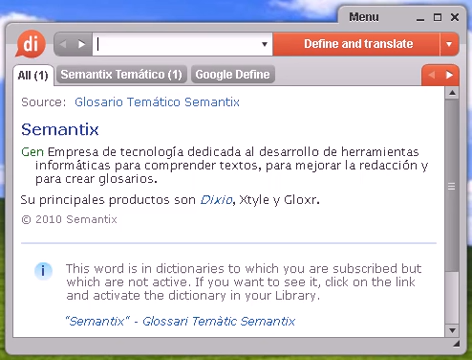 Menu
di
Define and translate
All (1)
Semantix Temático (1)
Google Define
Source: Glosario Temático Semantix
Semantix
Gen Empresa de tecnología dedicada al desarrollo de herramientas
informáticas para comprender textos, para mejorar la redacción y
para crear glosarios.
Su principales productos son Dixio, Xtyle y Gloxr.
© 2010 Semantix
i
This word is in dictionaries to which you are subscribed but
which are not active. If you want to see it, click on the link
and activate the dictionary in your Library.
"Semantix" - Glossari Temàtic Semantix